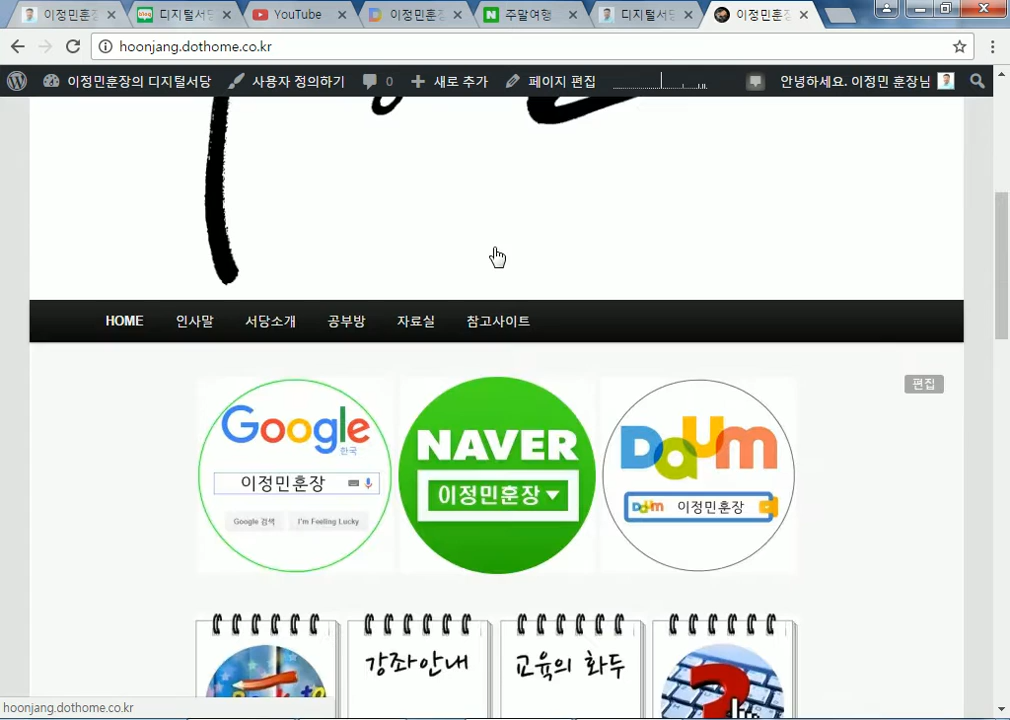 이정민훈장
디지털서당
YouTube
이정민훈장
주말여행
디지털서당
이정민훈장
hoonjang.dothome.co.kr
이정민훈장의 디지털서당 사용자 정의하기 0 새로 추가 페이지 편집 안녕하세요. 이정민 훈장님
HOME 인사말 서당소개 공부방 자료실 참고사이트
편집
Google
한국
이정민훈장
Google 검색 I'm Feeling Lucky
NAVER
이정민훈장
Daum
Daum 이정민훈장
강좌안내
교육의 화두
hoonjang.dothome.co.kr